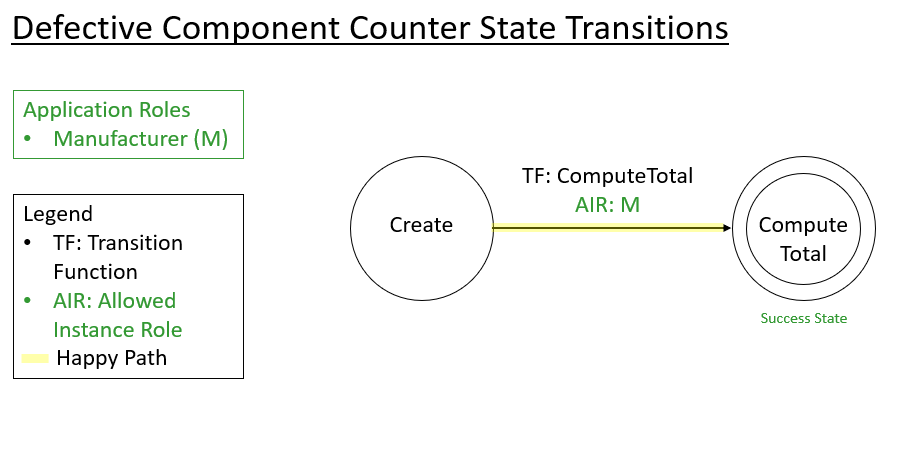 Defective Component Counter State Transitions
Application Roles
• Manufacturer (M)
Legend
• TF: Transition
Function
• AIR: Allowed
Instance Role
Happy Path
Create
TF: ComputeTotal
AIR: M
Compute
Total
Success State